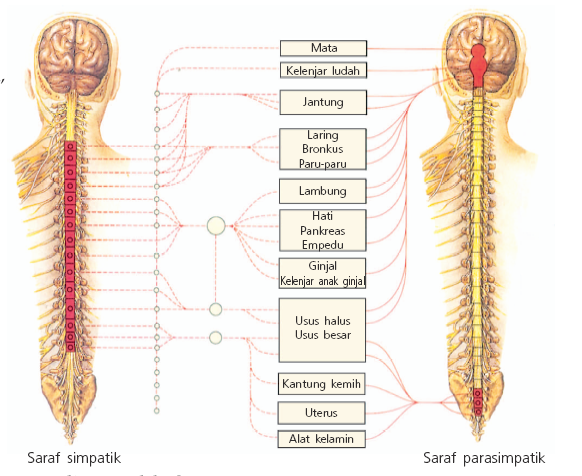 Mata
Kelenjar ludah
Jantung
Laring
Bronkus
Paru-paru
Lambung
Hati
Pankreas
Empedu
Ginjal
Kelenjar anak ginjal
Usus halus
Usus besar
Kantung kemih
Uterus
Alat kelamin
Saraf simpatik
Saraf parasimpatik